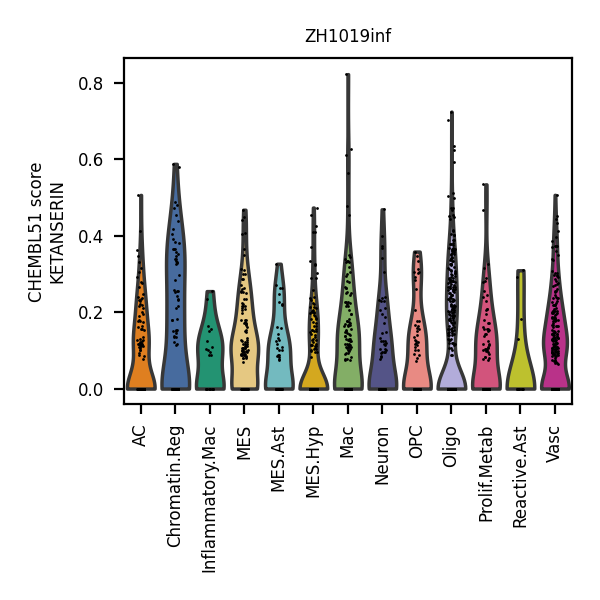 ZH1019inf
CHEMBL51 score
KETANSERIN
0.8
0.6
0.4
0.2
0.0
AC
Chromatin.Reg
Inflammatory.Mac
MES
MES.Ast
MES.Hyp
Mac
Neuron
OPC
Oligo
Prolif.Metab
Reactive.Ast
Vasc